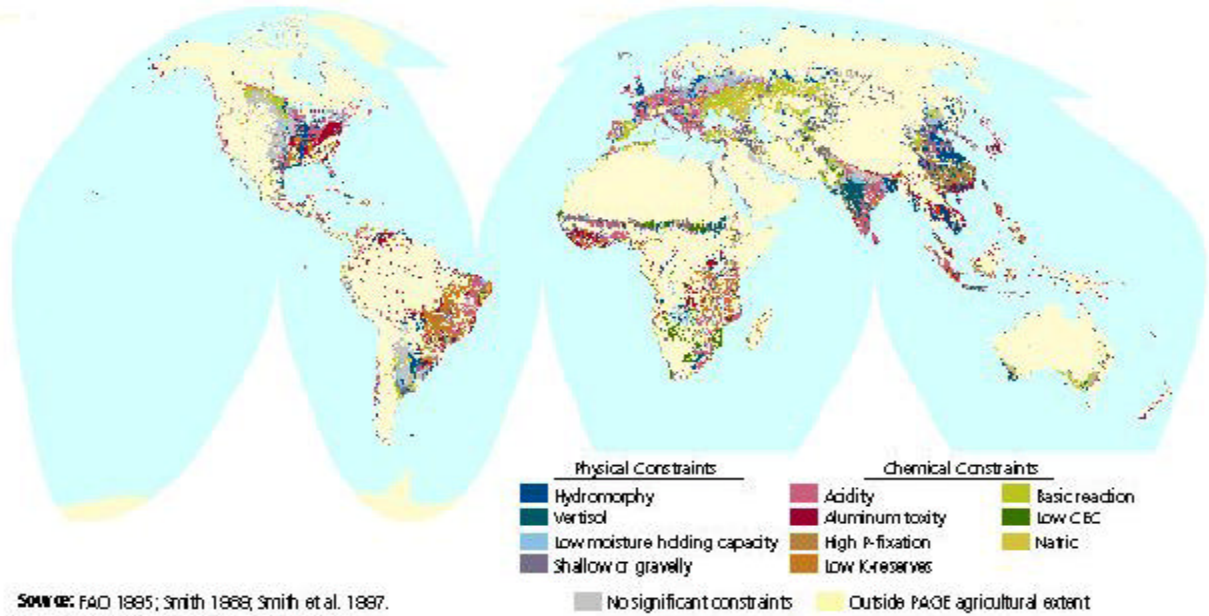 Physical Constraints
Chemical Constraints
Hydromorphy
Acidity
Basic reaction
Vertisol
Aluminum toxity
Low CEC
Low moisture holding capacity
High P-fixation
Natric
Shallow or gravelly
Low K-reserves
Source: FAO 1995; Smith 1989; Smith et al. 1997.
No significant constraints
Outside PAGE agricultural extent